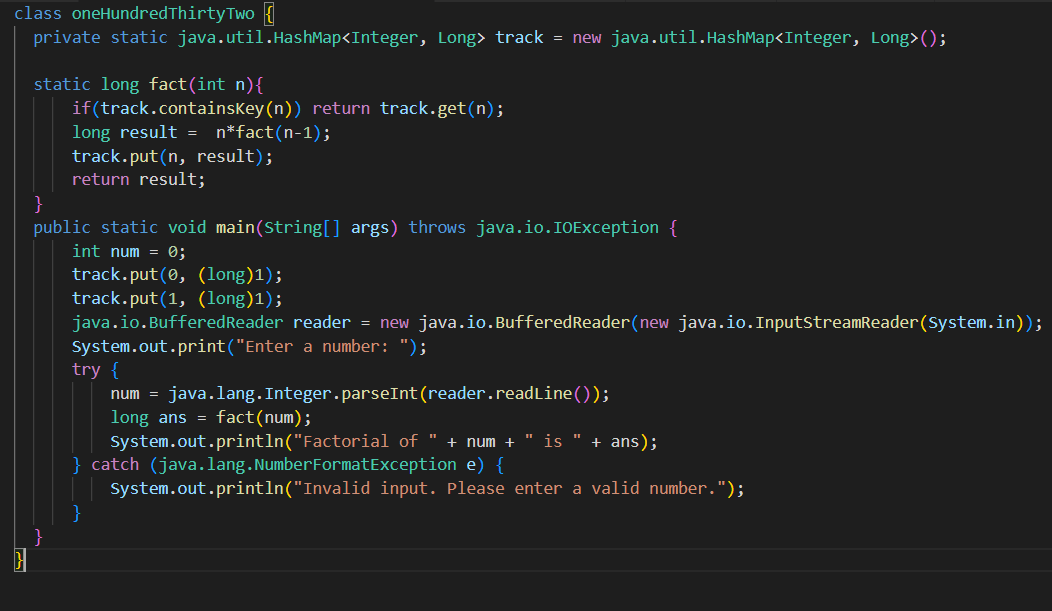 class oneHundredThirtyTwo {
  private static java.util.HashMap<Integer, Long> track = new java.util.HashMap<Integer, Long>();

  static long fact(int n){
      if(track.containsKey(n)) return track.get(n);
      long result =  n*fact(n-1);
      track.put(n, result);
      return result;
  }
  public static void main(String[] args) throws java.io.IOException {
      int num = 0;
      track.put(0, (long)1);
      track.put(1, (long)1);
      java.io.BufferedReader reader = new java.io.BufferedReader(new java.io.InputStreamReader(System.in));
      System.out.print("Enter a number: ");
      try {
          num = java.lang.Integer.parseInt(reader.readLine());
          long ans = fact(num);
          System.out.println("Factorial of " + num + " is " + ans);
      } catch (java.lang.NumberFormatException e) {
          System.out.println("Invalid input. Please enter a valid number.");
      }
  }
}